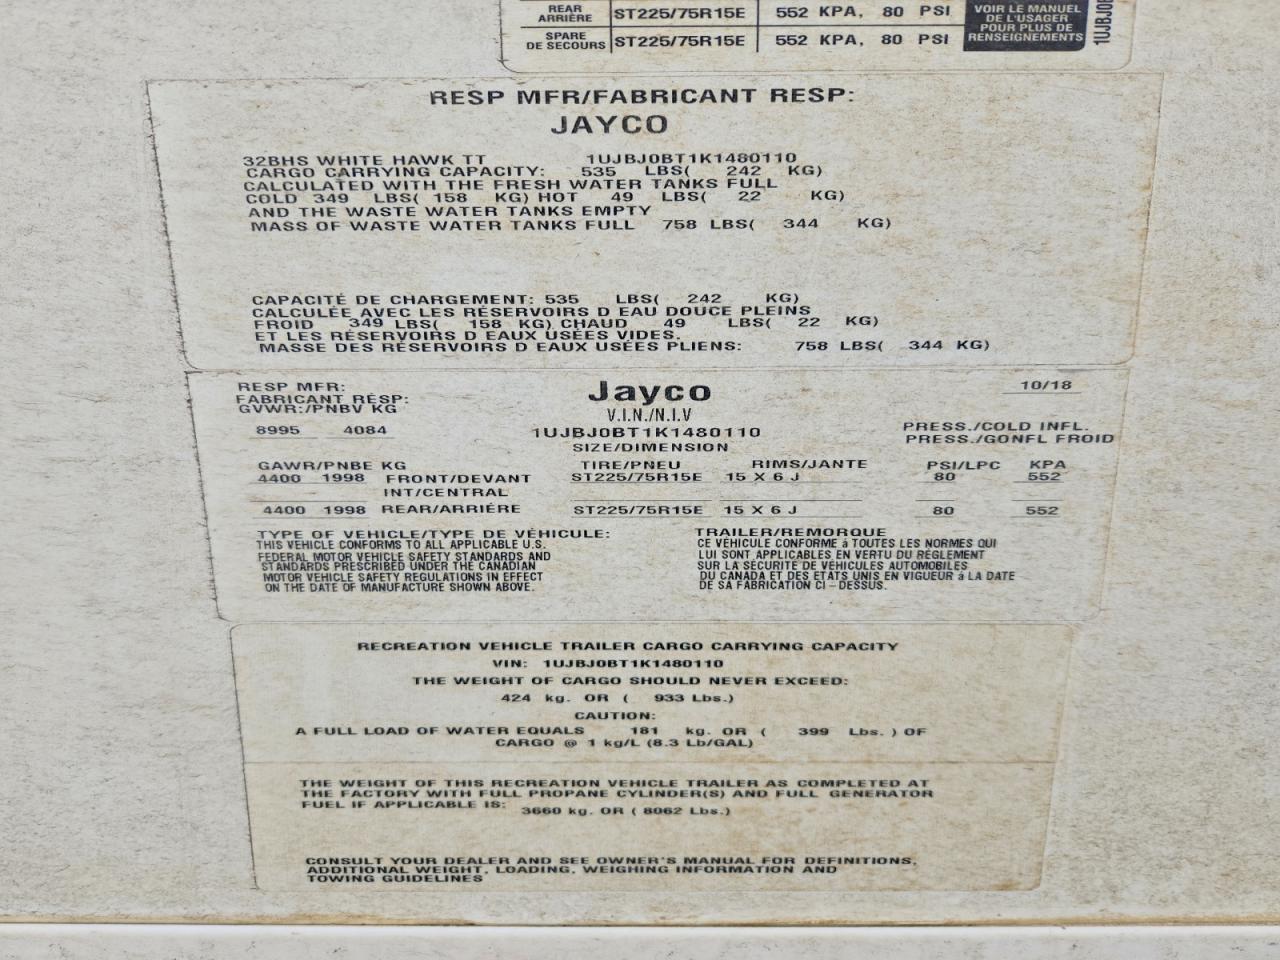 REAR
ARRIÈRE ST225/75R15E 552 KPA, 80 PSI
SPARE
DE SECOURS ST225/75R15E 552 KPA, 80 PSI
VOIR LE MANUEL
DE L'USAGER
POUR PLUS DE
RENSEIGNEMENTS
RESP MFR/FABRICANT RESP:
JAYCO
32BHS WHITE HAWK TT 1UJBJ0BT1K1480110
CARGO CARRYING CAPACITY: 535 LBS( 242 KG)
CALCULATED WITH THE FRESH WATER TANKS FULL
COLD 349 LBS( 158 KG) HOT 49 LBS( 22 KG)
AND THE WASTE WATER TANKS EMPTY
MASS OF WASTE WATER TANKS FULL 758 LBS( 344 KG)
CAPACITÉ DE CHARGEMENT: 535 LBS( 242 KG)
CALCULÉE AVEC LES RÉSERVOIRS D EAU DOUCE PLEINS
FROID 349 LBS( 158 KG) CHAUD 49 LBS( 22 KG)
ET LES RÉSERVOIRS D EAUX USÉES VIDES.
MASSE DES RÉSERVOIRS D EAUX USÉES PLIENS: 758 LBS( 344 KG)
RESP MFR: Jayco 10/18
FABRICANT RESP:
GVWR:/PNBV KG V.I.N./N.I.V
8995 4084 1UJBJ0BT1K1480110 PRESS./COLD INFL.
SIZE/DIMENSION PRESS./GONFL FROID
GAWR/PNBE KG TIRE/PNEU RIMS/JANTE PSI/LPC KPA
4400 1998 FRONT/DEVANT ST225/75R15E 15 X 6 J 80 552
INT/CENTRAL
4400 1998 REAR/ARRIÉRE ST225/75R15E 15 X 6 J 80 552
TYPE OF VEHICLE/TYPE DE VÉHICULE: TRAILER/REMORQUE
THIS VEHICLE CONFORMS TO ALL APPLICABLE U.S.
FEDERAL MOTOR VEHICLE SAFETY STANDARDS AND
STANDARDS PRESCRIBED UNDER THE CANADIAN
MOTOR VEHICLE SAFETY REGULATIONS IN EFFECT
ON THE DATE OF MANUFACTURE SHOWN ABOVE.
CE VÉHICULE CONFORME á TOUTES LES NORMES QUI
LUI SONT APPLICABLES EN VERTU DU RÉGLEMENT
SUR LA SÉCURITE DE VÉHICULES AUTOMOBILES
DU CANADA ET DES ETATS UNIS EN VIGUEUR á LA DATE
DE SA FABRICATION CI-DESSUS.
RECREATION VEHICLE TRAILER CARGO CARRYING CAPACITY
VIN: 1UJBJ0BT1K1480110
THE WEIGHT OF CARGO SHOULD NEVER EXCEED:
424 kg. OR ( 933 Lbs.)
CAUTION:
A FULL LOAD OF WATER EQUALS 181 kg. OR ( 399 Lbs. ) OF
CARGO @ 1 kg/L (8.3 Lb/GAL)
THE WEIGHT OF THIS RECREATION VEHICLE TRAILER AS COMPLETED AT
THE FACTORY WITH FULL PROPANE CYLINDER(S) AND FULL GENERATOR
FUEL IF APPLICABLE IS: 3660 kg. OR ( 8062 Lbs.)
CONSULT YOUR DEALER AND SEE OWNER'S MANUAL FOR DEFINITIONS,
ADDITIONAL WEIGHT, LOADING, WEIGHING INFORMATION AND
TOWING GUIDELINES